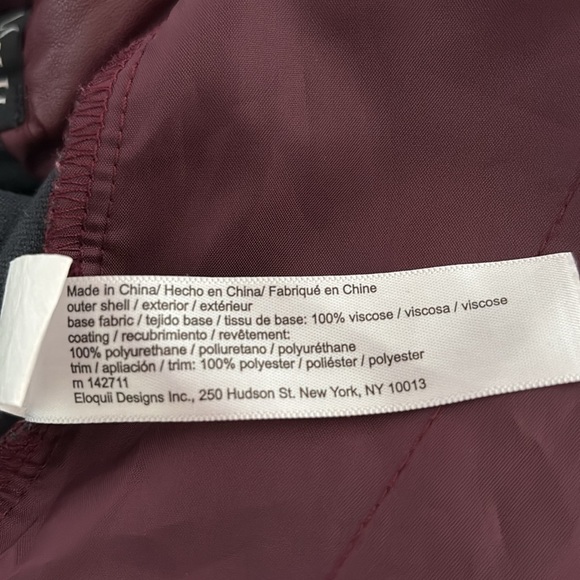 Made in China/ Hecho en China/ Fabriqué en Chine
outer shell / exterior / extérieur
base fabric / tejido base / tissu de base: 100% viscose / viscosa / viscose
coating / recubrimiento / revêtement:
100% polyurethane / poliuretano / polyuréthane
trim / apliación / trim: 100% polyester / poliéster / polyester
m 142711
Eloquii Designs Inc., 250 Hudson St. New York, NY 10013